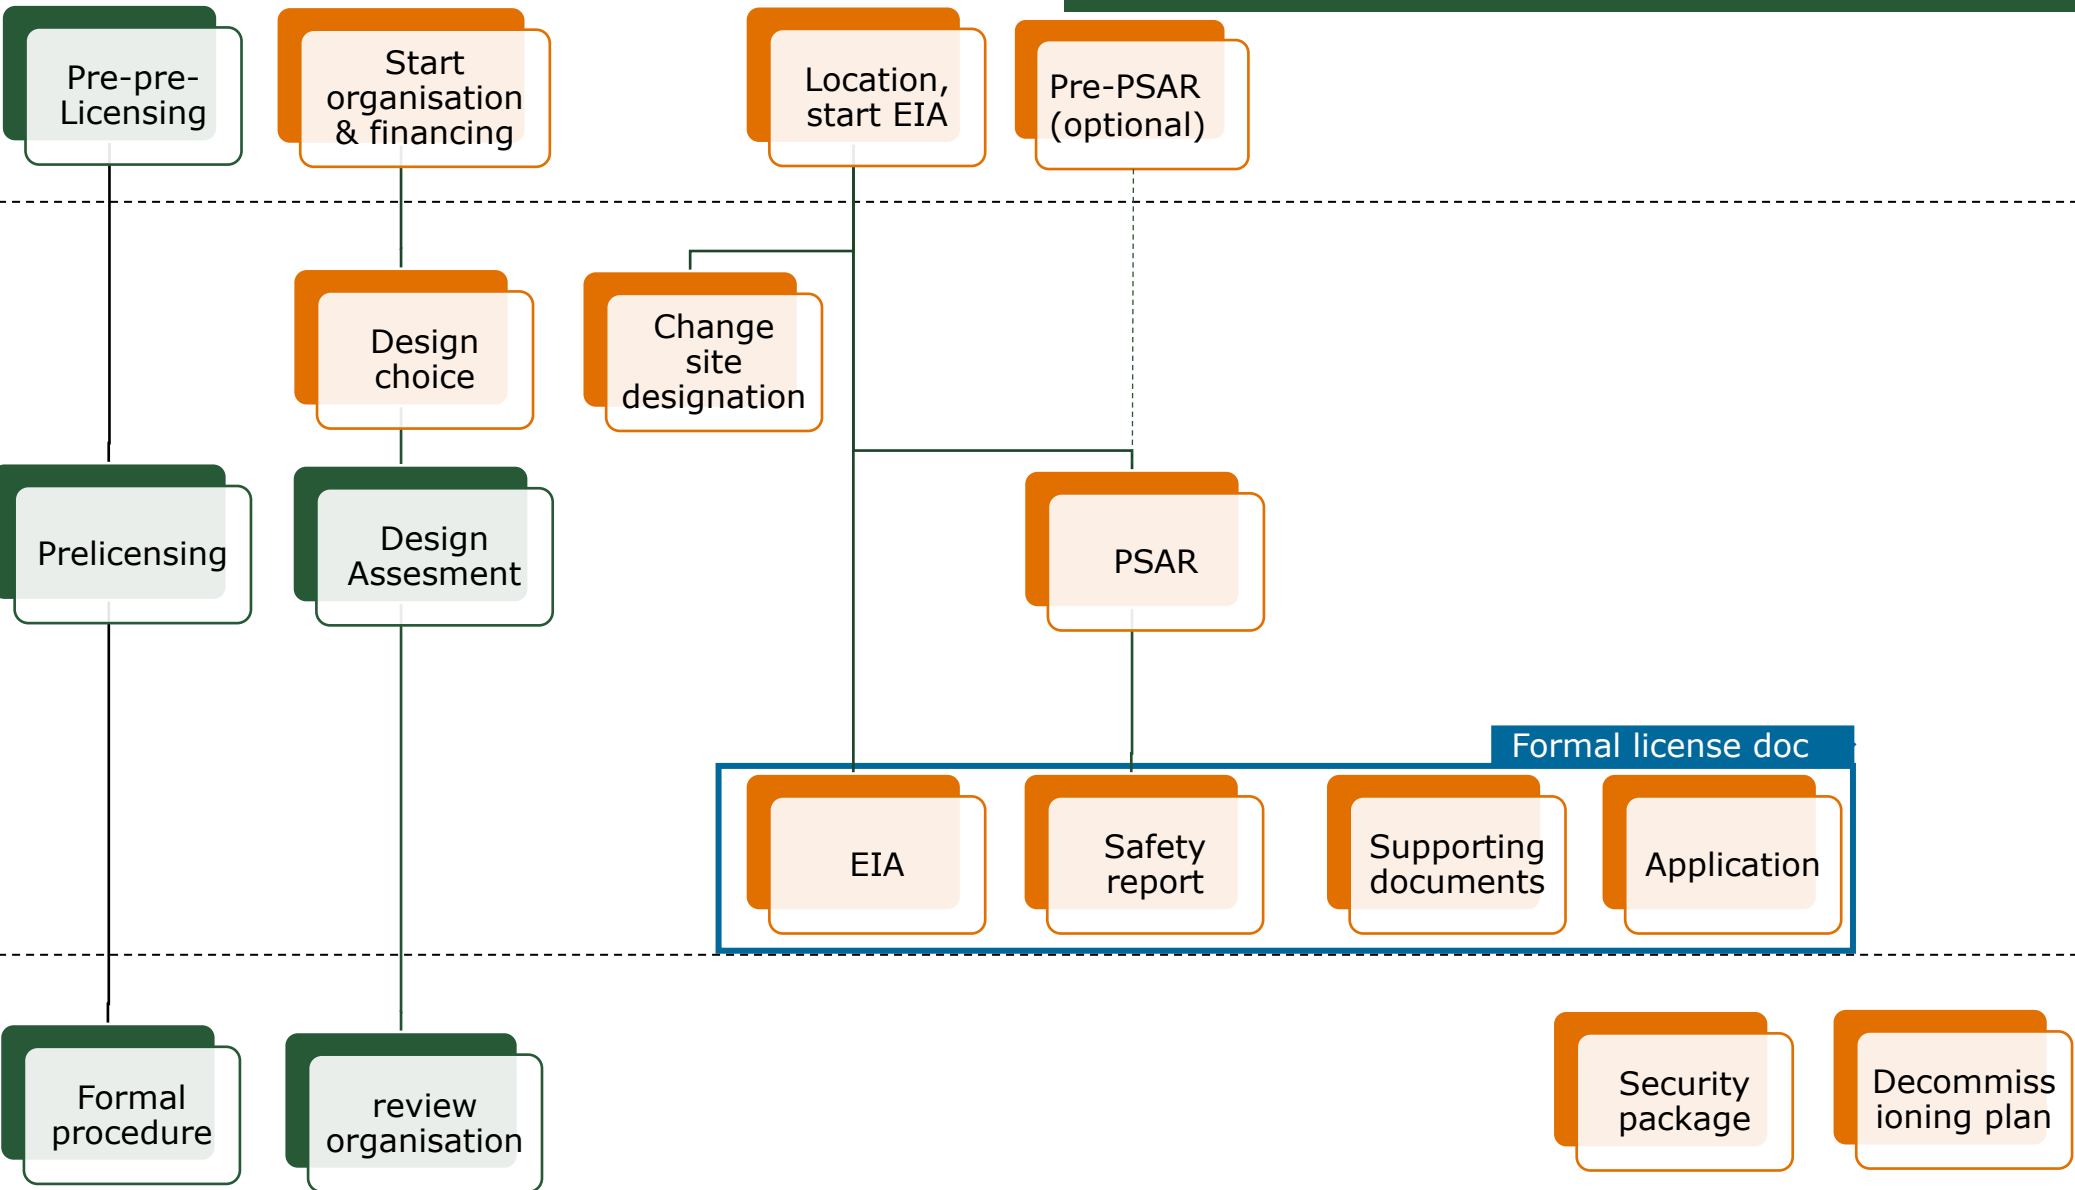 Pre-pre-
Licensing
Start
organisation
& financing
Location,
start EIA
Pre-PSAR
(optional)
Design
choice
Change
site
designation
Prelicensing
Design
Assesment
PSAR
Formal license doc
EIA
Safety
report
Supporting
documents
Application
Formal
procedure
review
organisation
Security
package
Decommiss
ioning plan